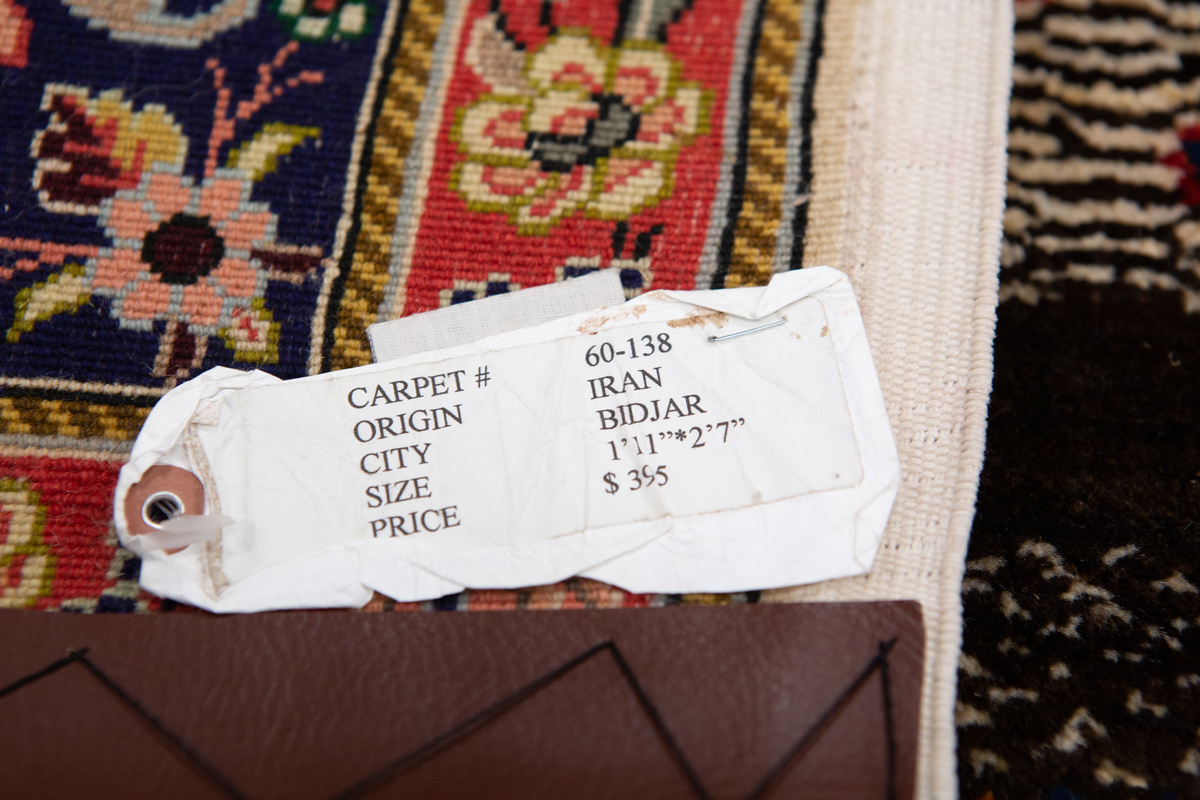 CARPET # 60-138
ORIGIN IRAN
CITY BIDJAR
SIZE 1'11"*2'7"
PRICE $ 395